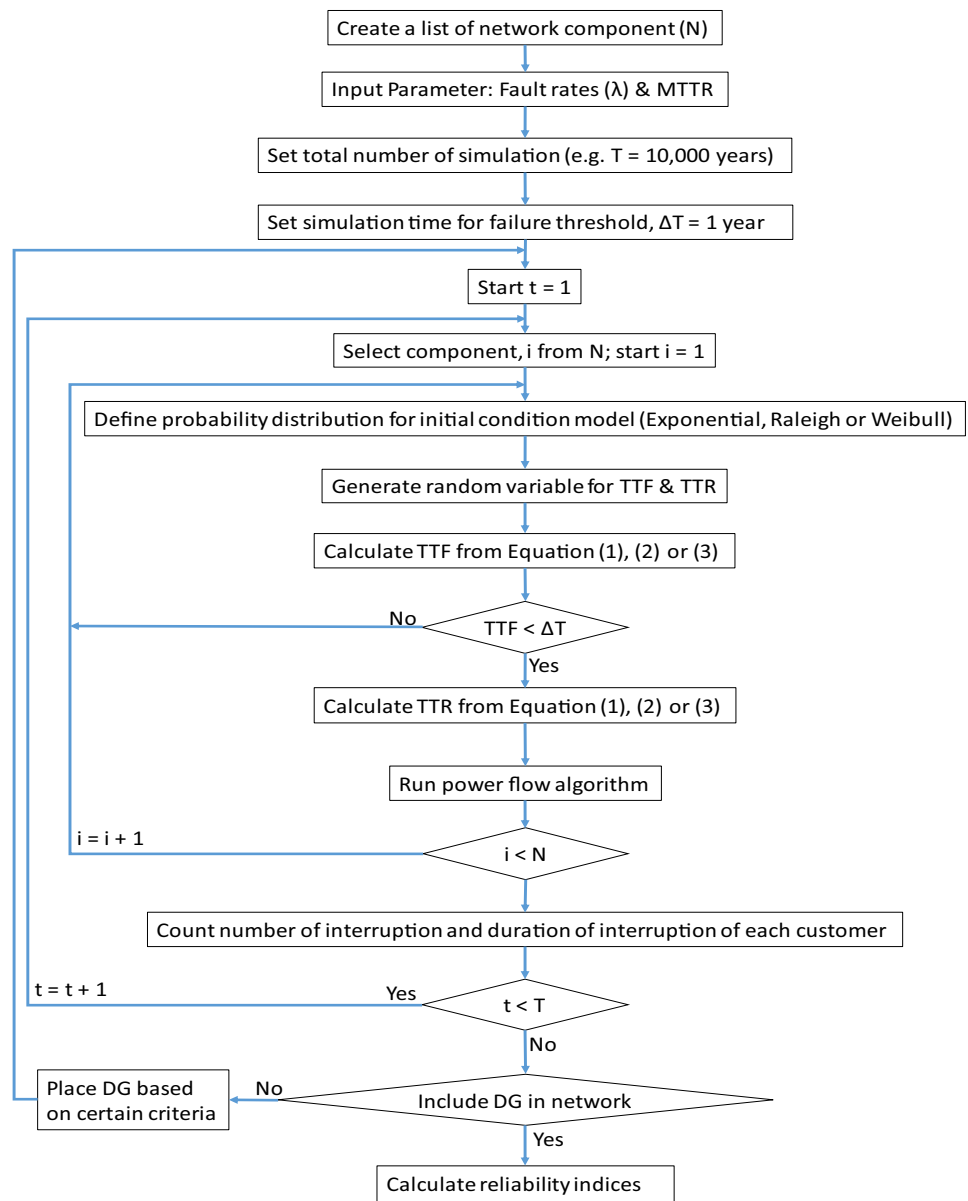 Create a list of network component (N)
Input Parameter: Fault rates (λ) & MTTR
Set total number of simulation (e.g. T = 10,000 years)
Set simulation time for failure threshold, ΔT = 1 year
Start t = 1
Select component, i from N; start i = 1
Define probability distribution for initial condition model (Exponential, Raleigh or Weibull)
Generate random variable for TTF & TTR
Calculate TTF from Equation (1), (2) or (3)
No
TTF < ΔT
Yes
Calculate TTR from Equation (1), (2) or (3)
Run power flow algorithm
i = i + 1
i < N
Count number of interruption and duration of interruption of each customer
t = t + 1
Yes
t < T
No
Place DG based
on certain criteria
No
Include DG in network
Yes
Calculate reliability indices